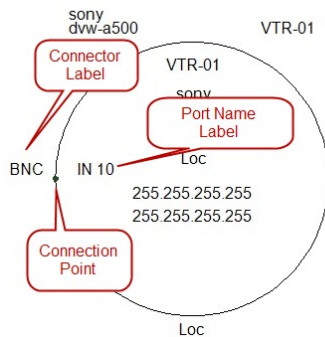 sony
dvw-a500
VTR-01
Connector
Label
VTR-01
sony
Port Name
Label
Loc
BNC
IN 10
255.255.255.255
255.255.255.255
Connection
Point
Loc